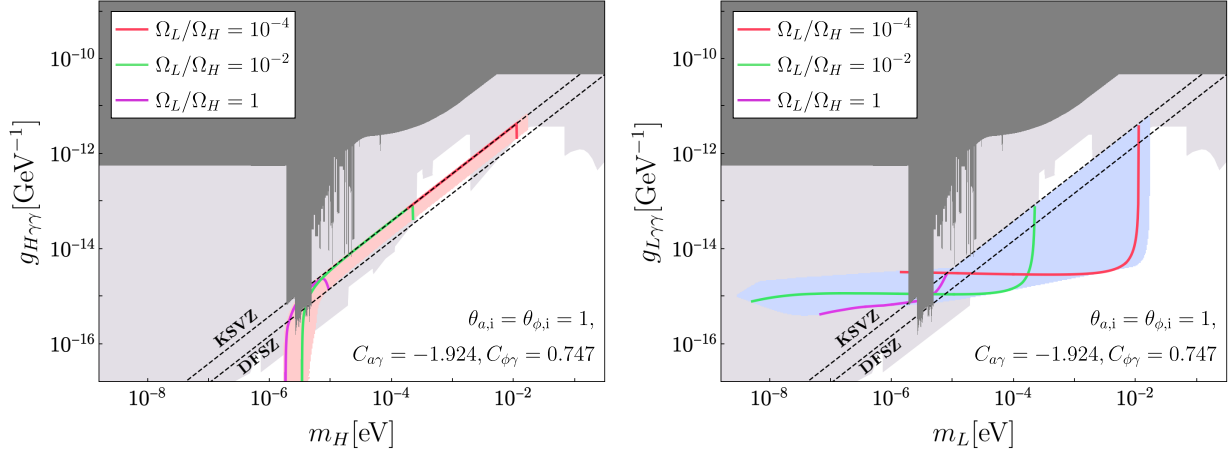 Ω_L/Ω_H = 10⁻⁴
Ω_L/Ω_H = 10⁻²
Ω_L/Ω_H = 1
10⁻¹⁰
10⁻¹²
10⁻¹⁴
10⁻¹⁶
g_{Hγγ}[GeV⁻¹]
KSVZ
DFSZ
θ_{a,i} = θ_{ϕ,i} = 1,
C_{aγ} = −1.924, C_{ϕγ} = 0.747
10⁻⁸ 10⁻⁶ 10⁻⁴ 10⁻²
m_H[eV]
Ω_L/Ω_H = 10⁻⁴
Ω_L/Ω_H = 10⁻²
Ω_L/Ω_H = 1
10⁻¹⁰
10⁻¹²
10⁻¹⁴
10⁻¹⁶
g_{Lγγ}[GeV⁻¹]
KSVZ
DFSZ
θ_{a,i} = θ_{ϕ,i} = 1,
C_{aγ} = −1.924, C_{ϕγ} = 0.747
10⁻⁸ 10⁻⁶ 10⁻⁴ 10⁻²
m_L[eV]